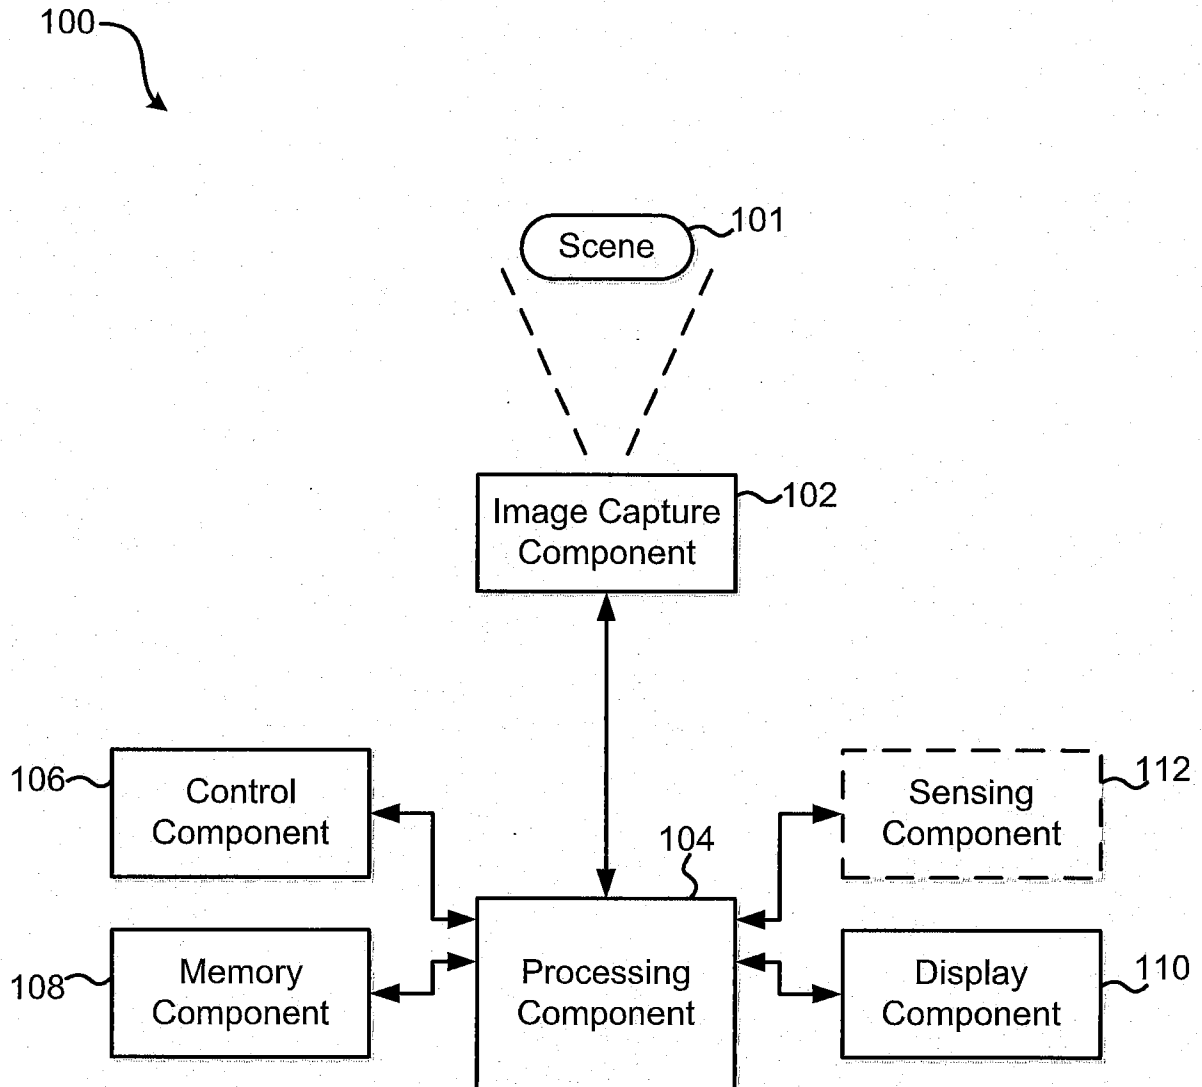 100
101
Scene
102
Image Capture
Component
106
Control
Component
112
Sensing
Component
104
Processing
Component
108
Memory
Component
110
Display
Component